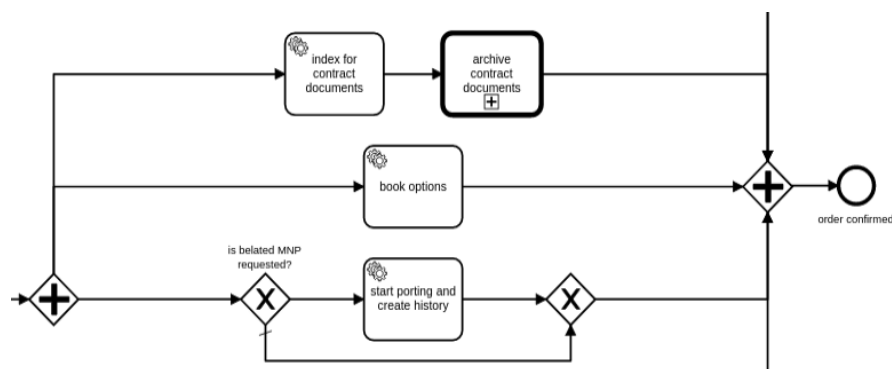 index for
contract
documents
archive
contract
documents
book options
order confirmed
is belated MNP
requested?
start porting and
create history